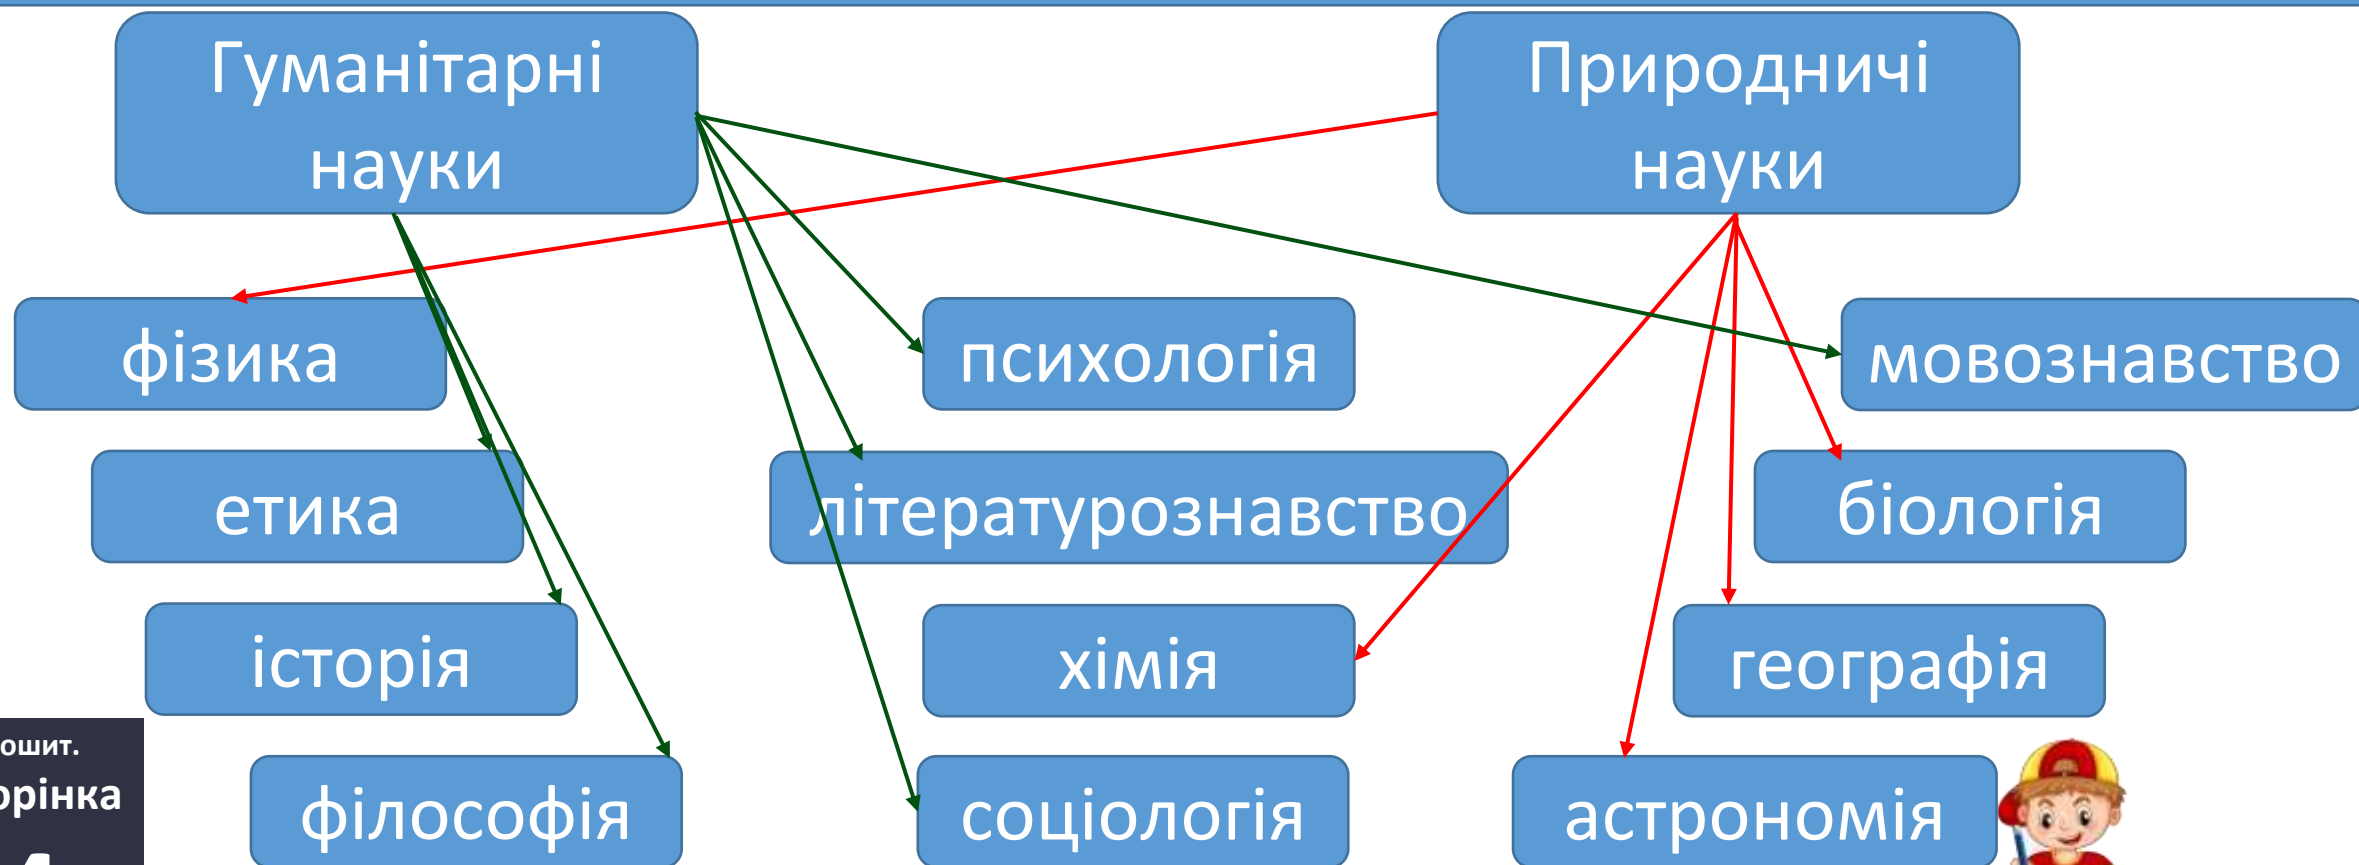 Гуманітарні
науки
Природничі
науки
фізика
психологія
мовознавство
етика
літературознавство
біологія
історія
хімія
географія
філософія
соціологія
астрономія